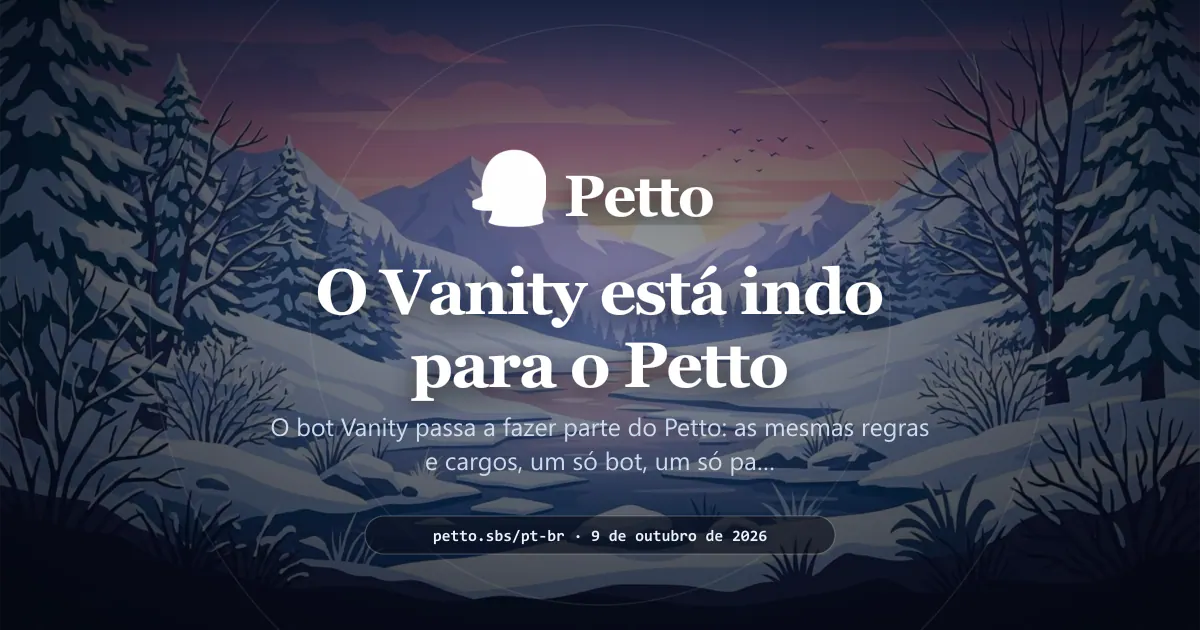 Petto
O Vanity está indo
para o Petto
O bot Vanity passa a fazer parte do Petto: as mesmas regras
e cargos, um só bot, um só pa...
petto.sbs/pt-br · 9 de outubro de 2026